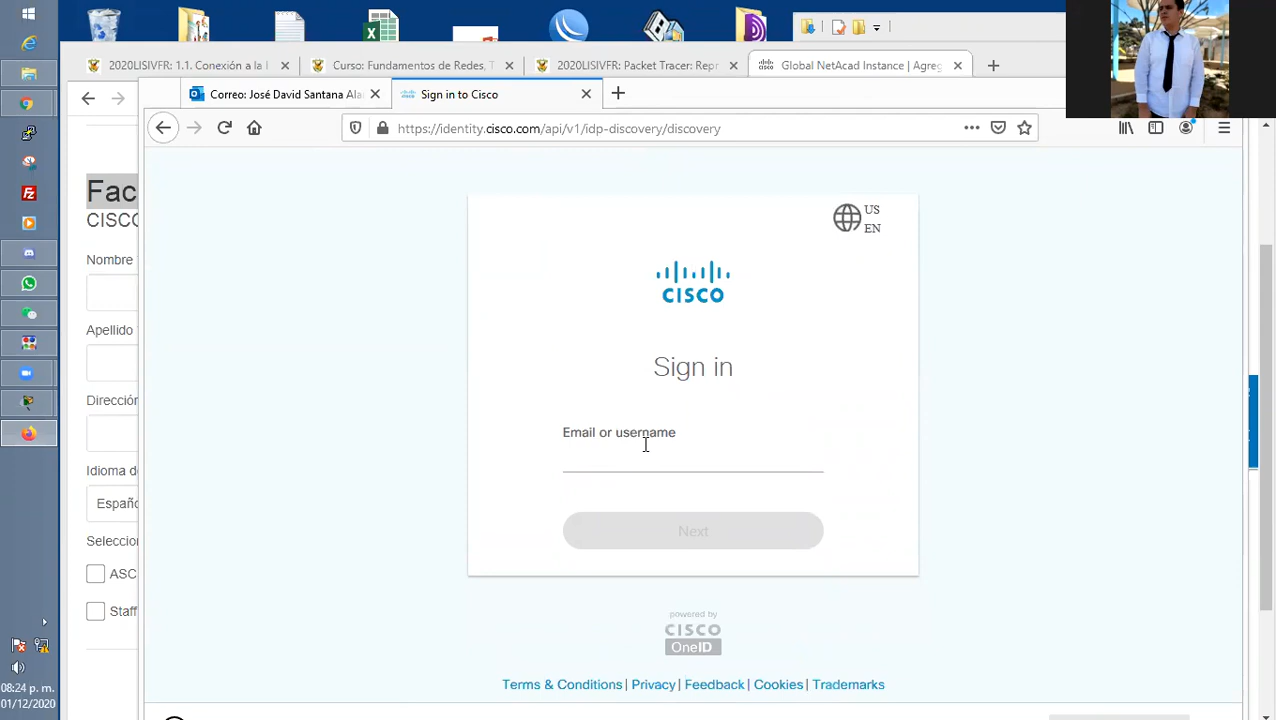 2020LISIVFR: 1.1. Conexión a la
Curso: Fundamentos de Redes, T
2020LISIVFR: Packet Tracer: Repr
Global NetAcad Instance | Agreg
Correo: José David Santana Ala
Sign in to Cisco
https://identity.cisco.com/api/v1/idp-discovery/discovery
Fac
CISCO
Nombre
Apellido
Dirección
Idioma d
Españo
Seleccion
ASC
Staff
US
EN
CISCO
Sign in
Email or username
Next
powered by
CISCO
OneID
Terms & Conditions | Privacy | Feedback | Cookies | Trademarks
08:24 p. m.
01/12/2020